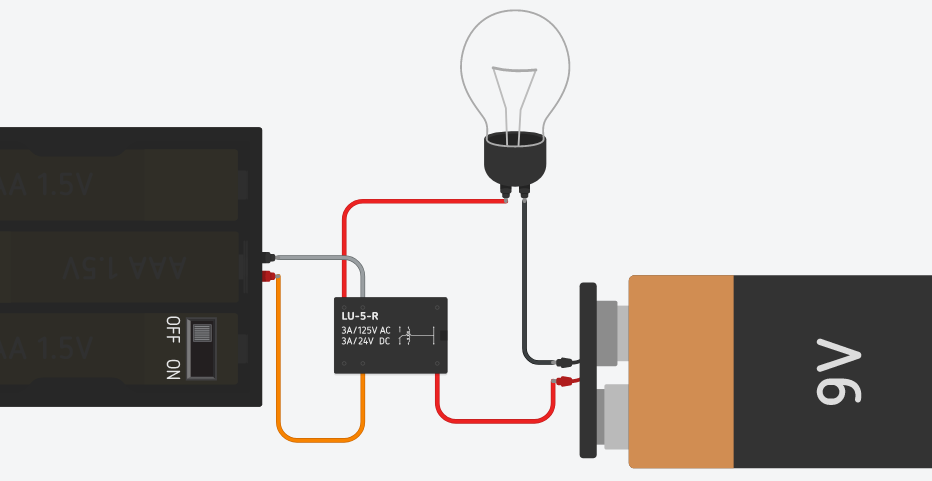 AA 1.5V
AAA 1.5V
AA 1.5V
OFF
ON
LU-5-R
3A/125V AC
3A/24V DC
9V